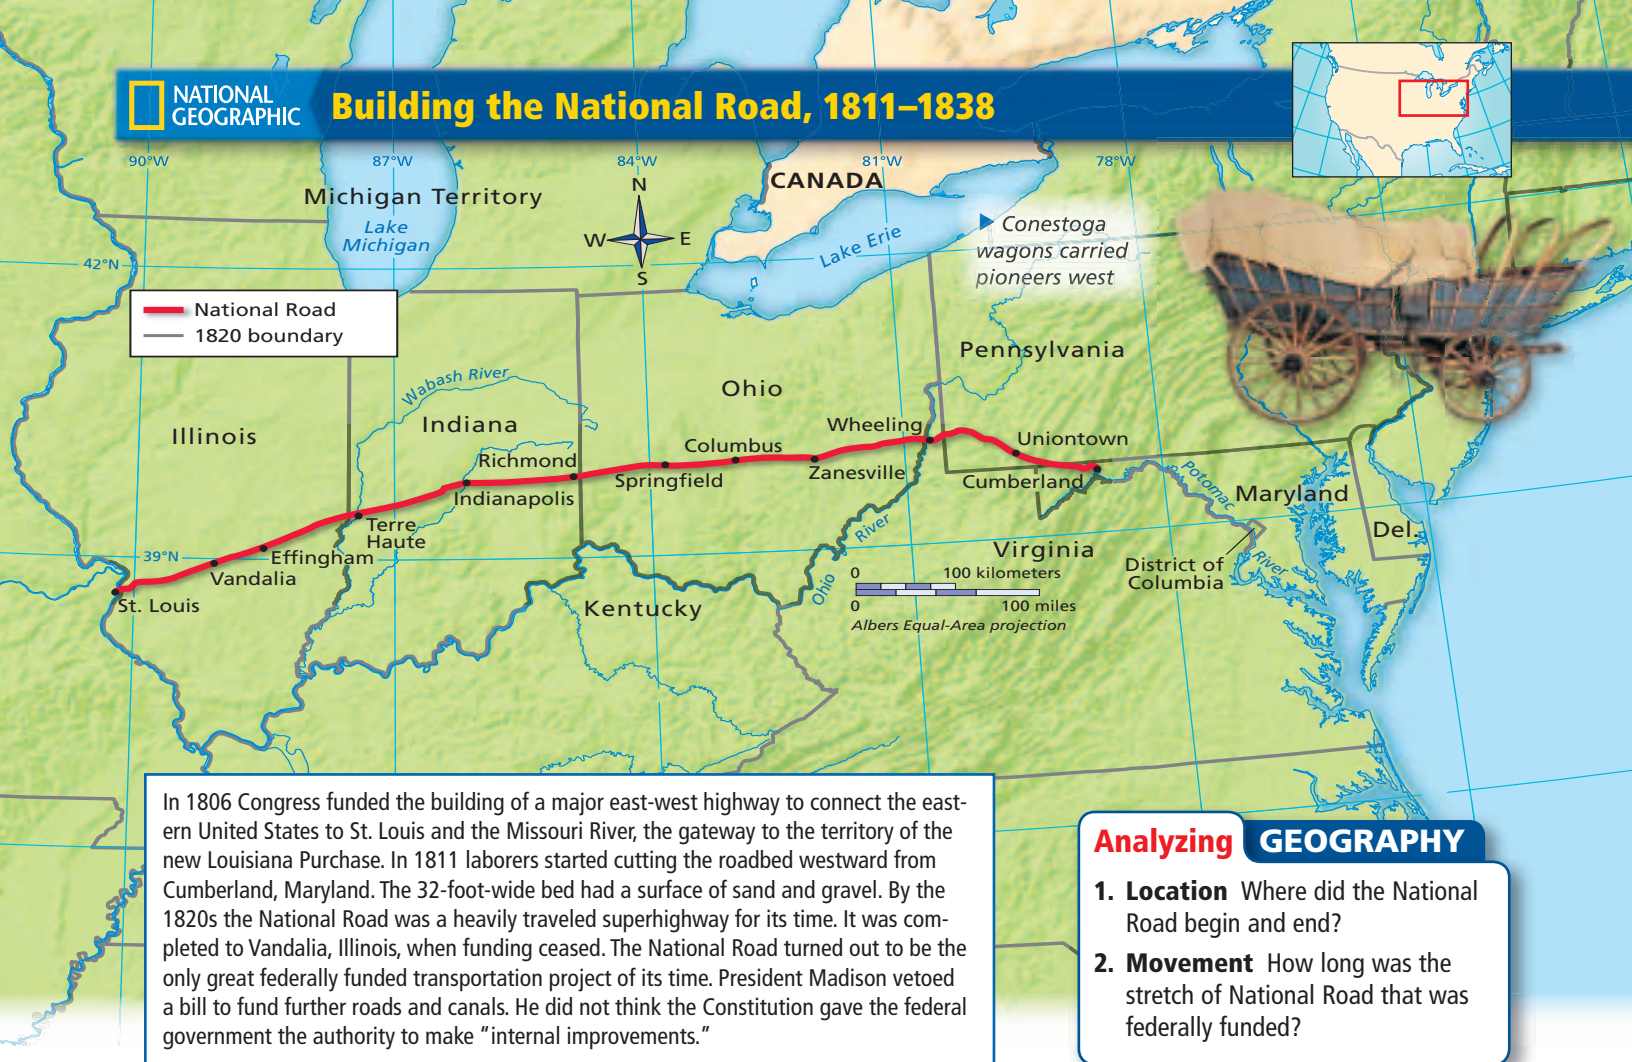 NATIONAL
GEOGRAPHIC
Building the National Road, 1811–1838
90°W
87°W
84°W
81°W
78°W
Michigan Territory
Lake
Michigan
N
W
E
S
CANADA
Lake Erie
Conestoga
wagons carried
pioneers west
42°N
National Road
1820 boundary
Pennsylvania
Wabash River
Ohio
Illinois
Indiana
Wheeling
Columbus
Uniontown
Richmond
Springfield
Zanesville
Cumberland
Potomac
River
Maryland
Indianapolis
Terre
Haute
Del.
39°N
Effingham
Vandalia
Ohio
River
Virginia
District of
Columbia
0
100 kilometers
0
100 miles
Albers Equal-Area projection
St. Louis
Kentucky
In 1806 Congress funded the building of a major east-west highway to connect the east-
ern United States to St. Louis and the Missouri River, the gateway to the territory of the
new Louisiana Purchase. In 1811 laborers started cutting the roadbed westward from
Cumberland, Maryland. The 32-foot-wide bed had a surface of sand and gravel. By the
1820s the National Road was a heavily traveled superhighway for its time. It was com-
pleted to Vandalia, Illinois, when funding ceased. The National Road turned out to be the
only great federally funded transportation project of its time. President Madison vetoed
a bill to fund further roads and canals. He did not think the Constitution gave the federal
government the authority to make “internal improvements.”
Analyzing GEOGRAPHY
1. Location Where did the National
Road begin and end?
2. Movement How long was the
stretch of National Road that was
federally funded?